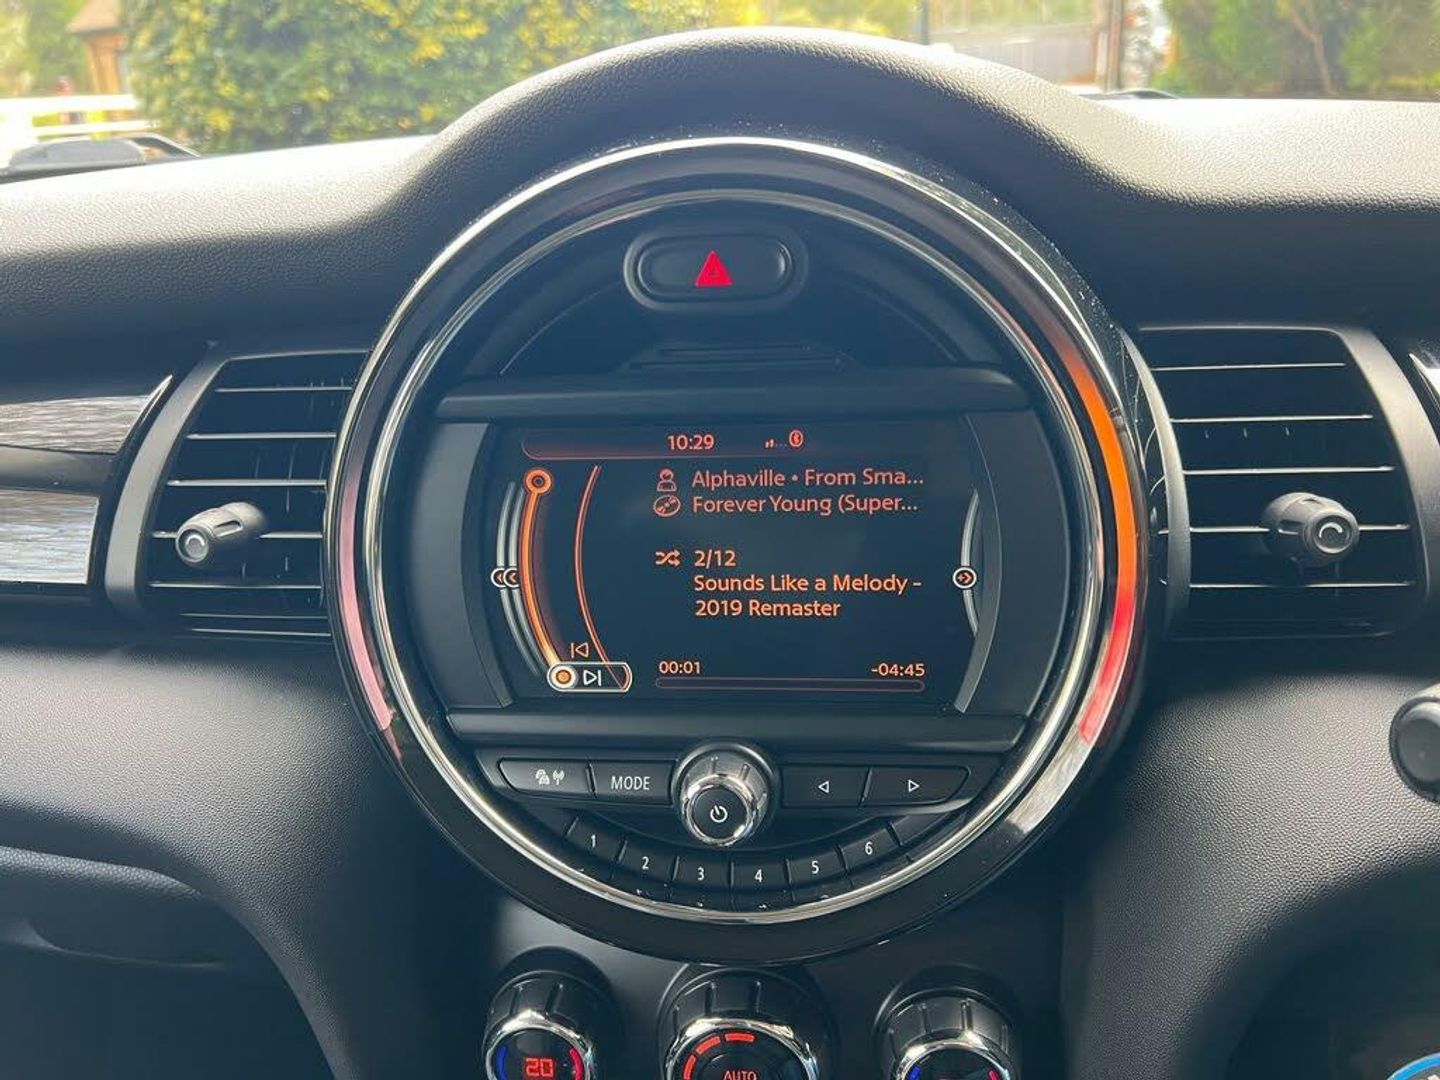 10:29
Alphaville • From Sma...
Forever Young (Super...
2/12
Sounds Like a Melody -
2019 Remaster
00:01 -04:45
MODE
1 2 3 4 5 6
20 AUTO